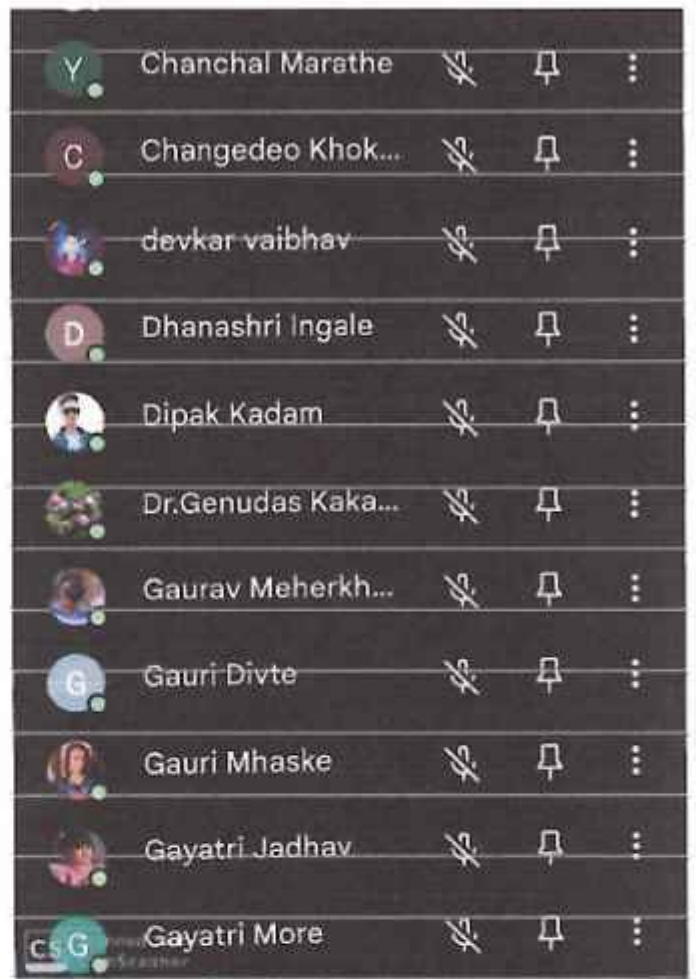 Y Chanchal Marathe
C Changedeo Khok...
devkar vaibhav
D Dhanashri Ingale
Dipak Kadam
Dr.Genudas Kaka...
Gaurav Meherkh...
G Gauri Divte
Gauri Mhaske
Gayatri Jadhav
G Gayatri More
CS